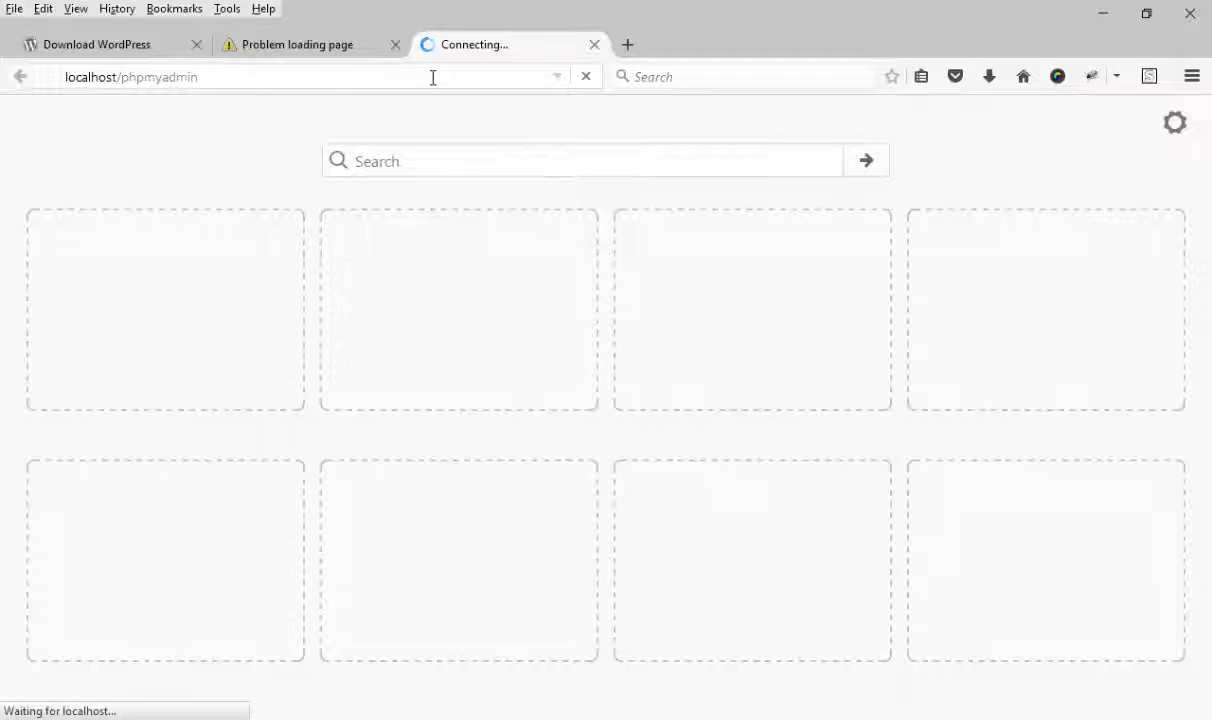 File Edit View History Bookmarks Tools Help
Download WordPress
Problem loading page
Connecting...
localhost/phpmyadmin
Search
Search
Waiting for localhost...